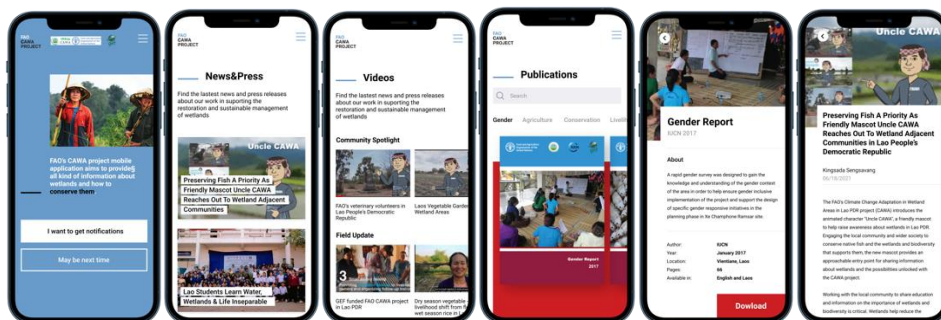 FAO
CAWA
PROJECT
FAO's CAWA project mobile
application aims to provide§
all kind of information about
wetlands and how to
conserve them
I want to get notifications
May be next time
FAO
CAWA
PROJECT
News&Press
Find the lastest news and press releases
about our work in suporting the
restoration and sustainable management
of wetlands
Uncle CAWA
Preserving Fish A Priority As
Friendly Mascot Uncle CAWA
Reaches Out To Wetland Adjacent
Communities
Lao Students Learn Water,
Wetlands & Life Inseparable
FAO
CAWA
PROJECT
Videos
Find the lastest news and press releases
about our work in suporting the
restoration and sustainable management
of wetlands
Community Spotlight
FAO's veterinary volunteers in
Lao People's Democratic
Republic
Laos Vegetable Garden
Wetland Areas
Field Update
3
GEF funded FAO CAWA project
in Lao PDR
Dry season vegetable
livelihood shift from
wet season rice in L
FAO
CAWA
PROJECT
Publications
Search
Gender Agriculture Conservation Livelih
Gender Report
2017
Gender Report
IUCN 2017
About
A rapid gender survey was designed to gain the
knowledge and understanding of the gender context
of the area in order to help ensure gender inclusive
implementation of the project and support the design
of specific gender responsive initiatives in the
planning phase in Xe Champhone Ramsar site.
Author: IUCN
Year: January 2017
Location: Vientiane, Laos
Pages: 66
Available in: English and Laos
Dowload
Uncle CAWA
Preserving Fish A Priority As
Friendly Mascot Uncle CAWA
Reaches Out To Wetland Adjacent
Communities in Lao People's
Democratic Republic
Kingsada Sengsavang
06/18/2021
The FAO's Climate Change Adaptation in Wetland
Areas in Lao PDR project (CAWA) introduces the
animated character "Uncle CAWA", a friendly mascot
to help raise awareness about wetlands in Lao PDR.
Engaging the local community and wider society to
conserve native fish and the wetlands and biodiversity
that supports them, the new mascot provides an
approachable entry point for sharing information
about wetlands and the possibilities unlocked with
the CAWA project.
Working with the local community to share education
and information on the importance of wetlands and
biodiversity is critical. Wetlands help reduce the